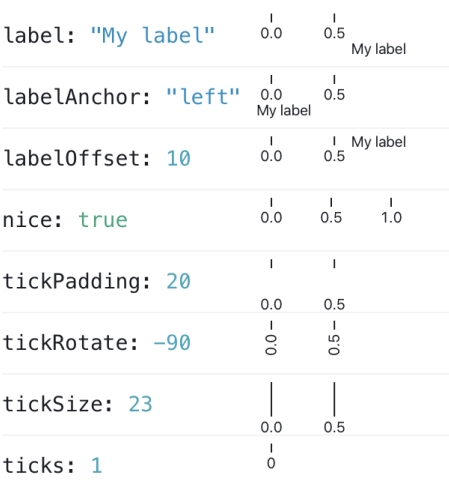 label: "My label" 0.0 0.5 My label
labelAnchor: "left" 0.0 0.5 My label
labelOffset: 10 0.0 0.5 My label
nice: true 0.0 0.5 1.0
tickPadding: 20 0.0 0.5
tickRotate: -90 0.0 0.5
tickSize: 23 0.0 0.5
ticks: 1 0